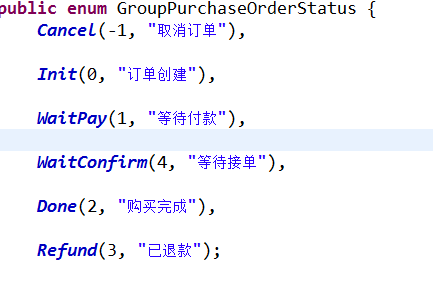 public enum GroupPurchaseOrderStatus {
Cancel(-1, "取消订单"),
Init(0, "订单创建"),
WaitPay(1, "等待付款"),
WaitConfirm(4, "等待接单"),
Done(2, "购买完成"),
Refund(3, "已退款");